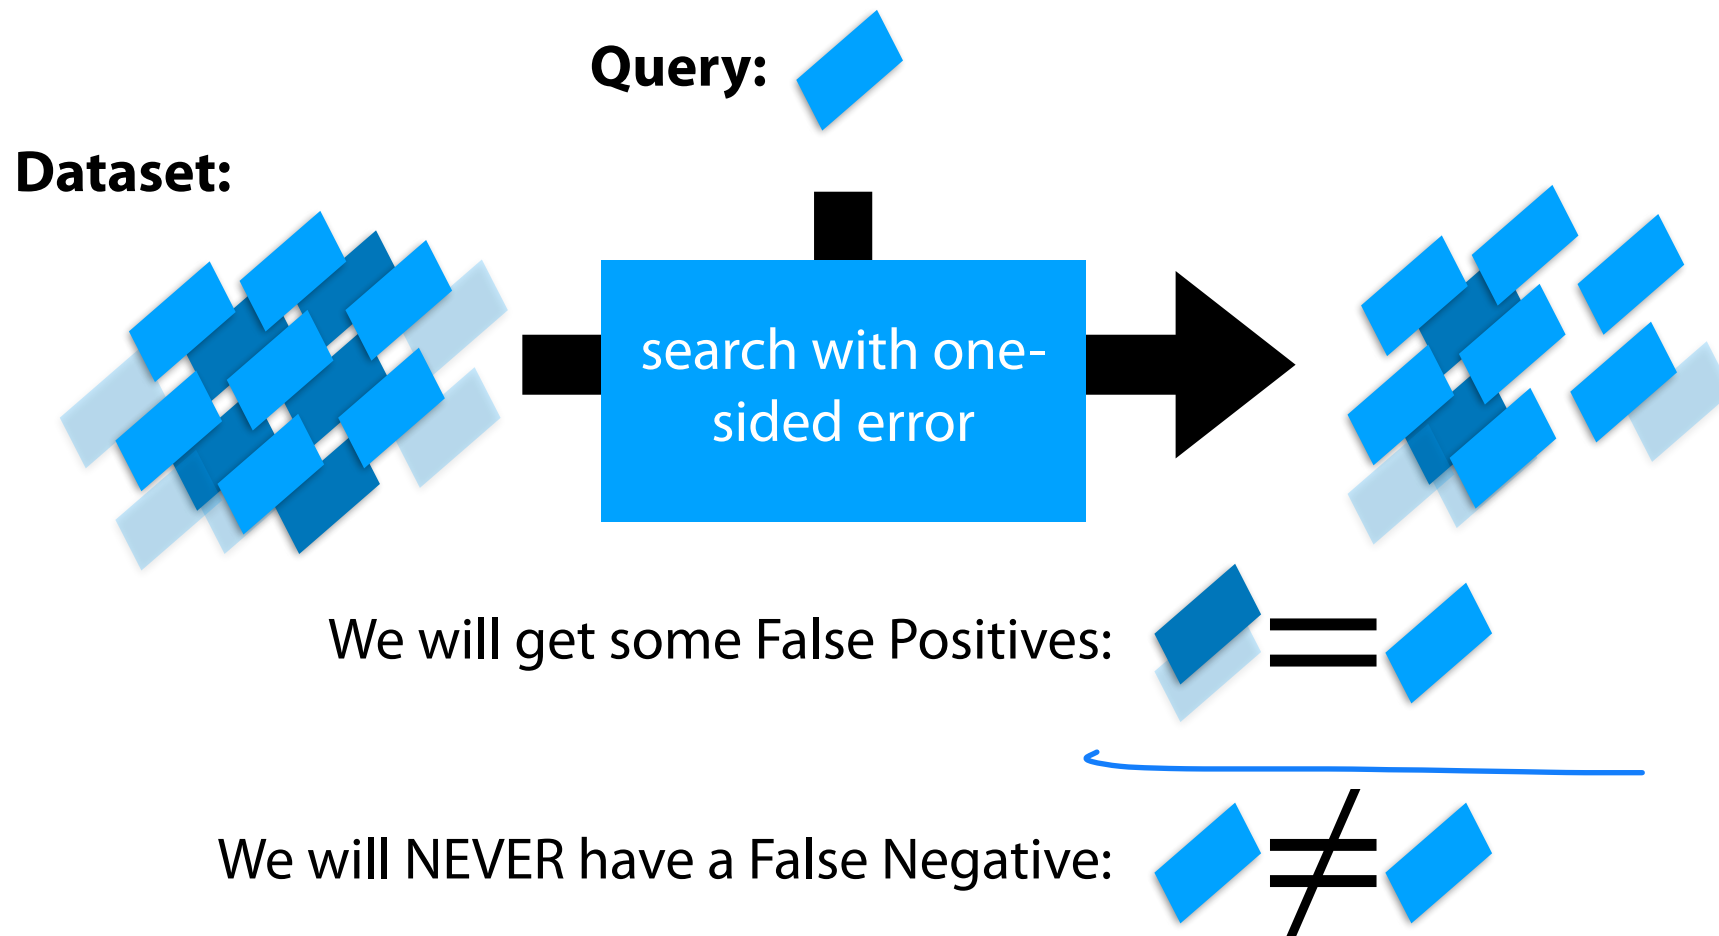 Query:
Dataset:
search with one-
sided error
We will get some False Positives:
We will NEVER have a False Negative: